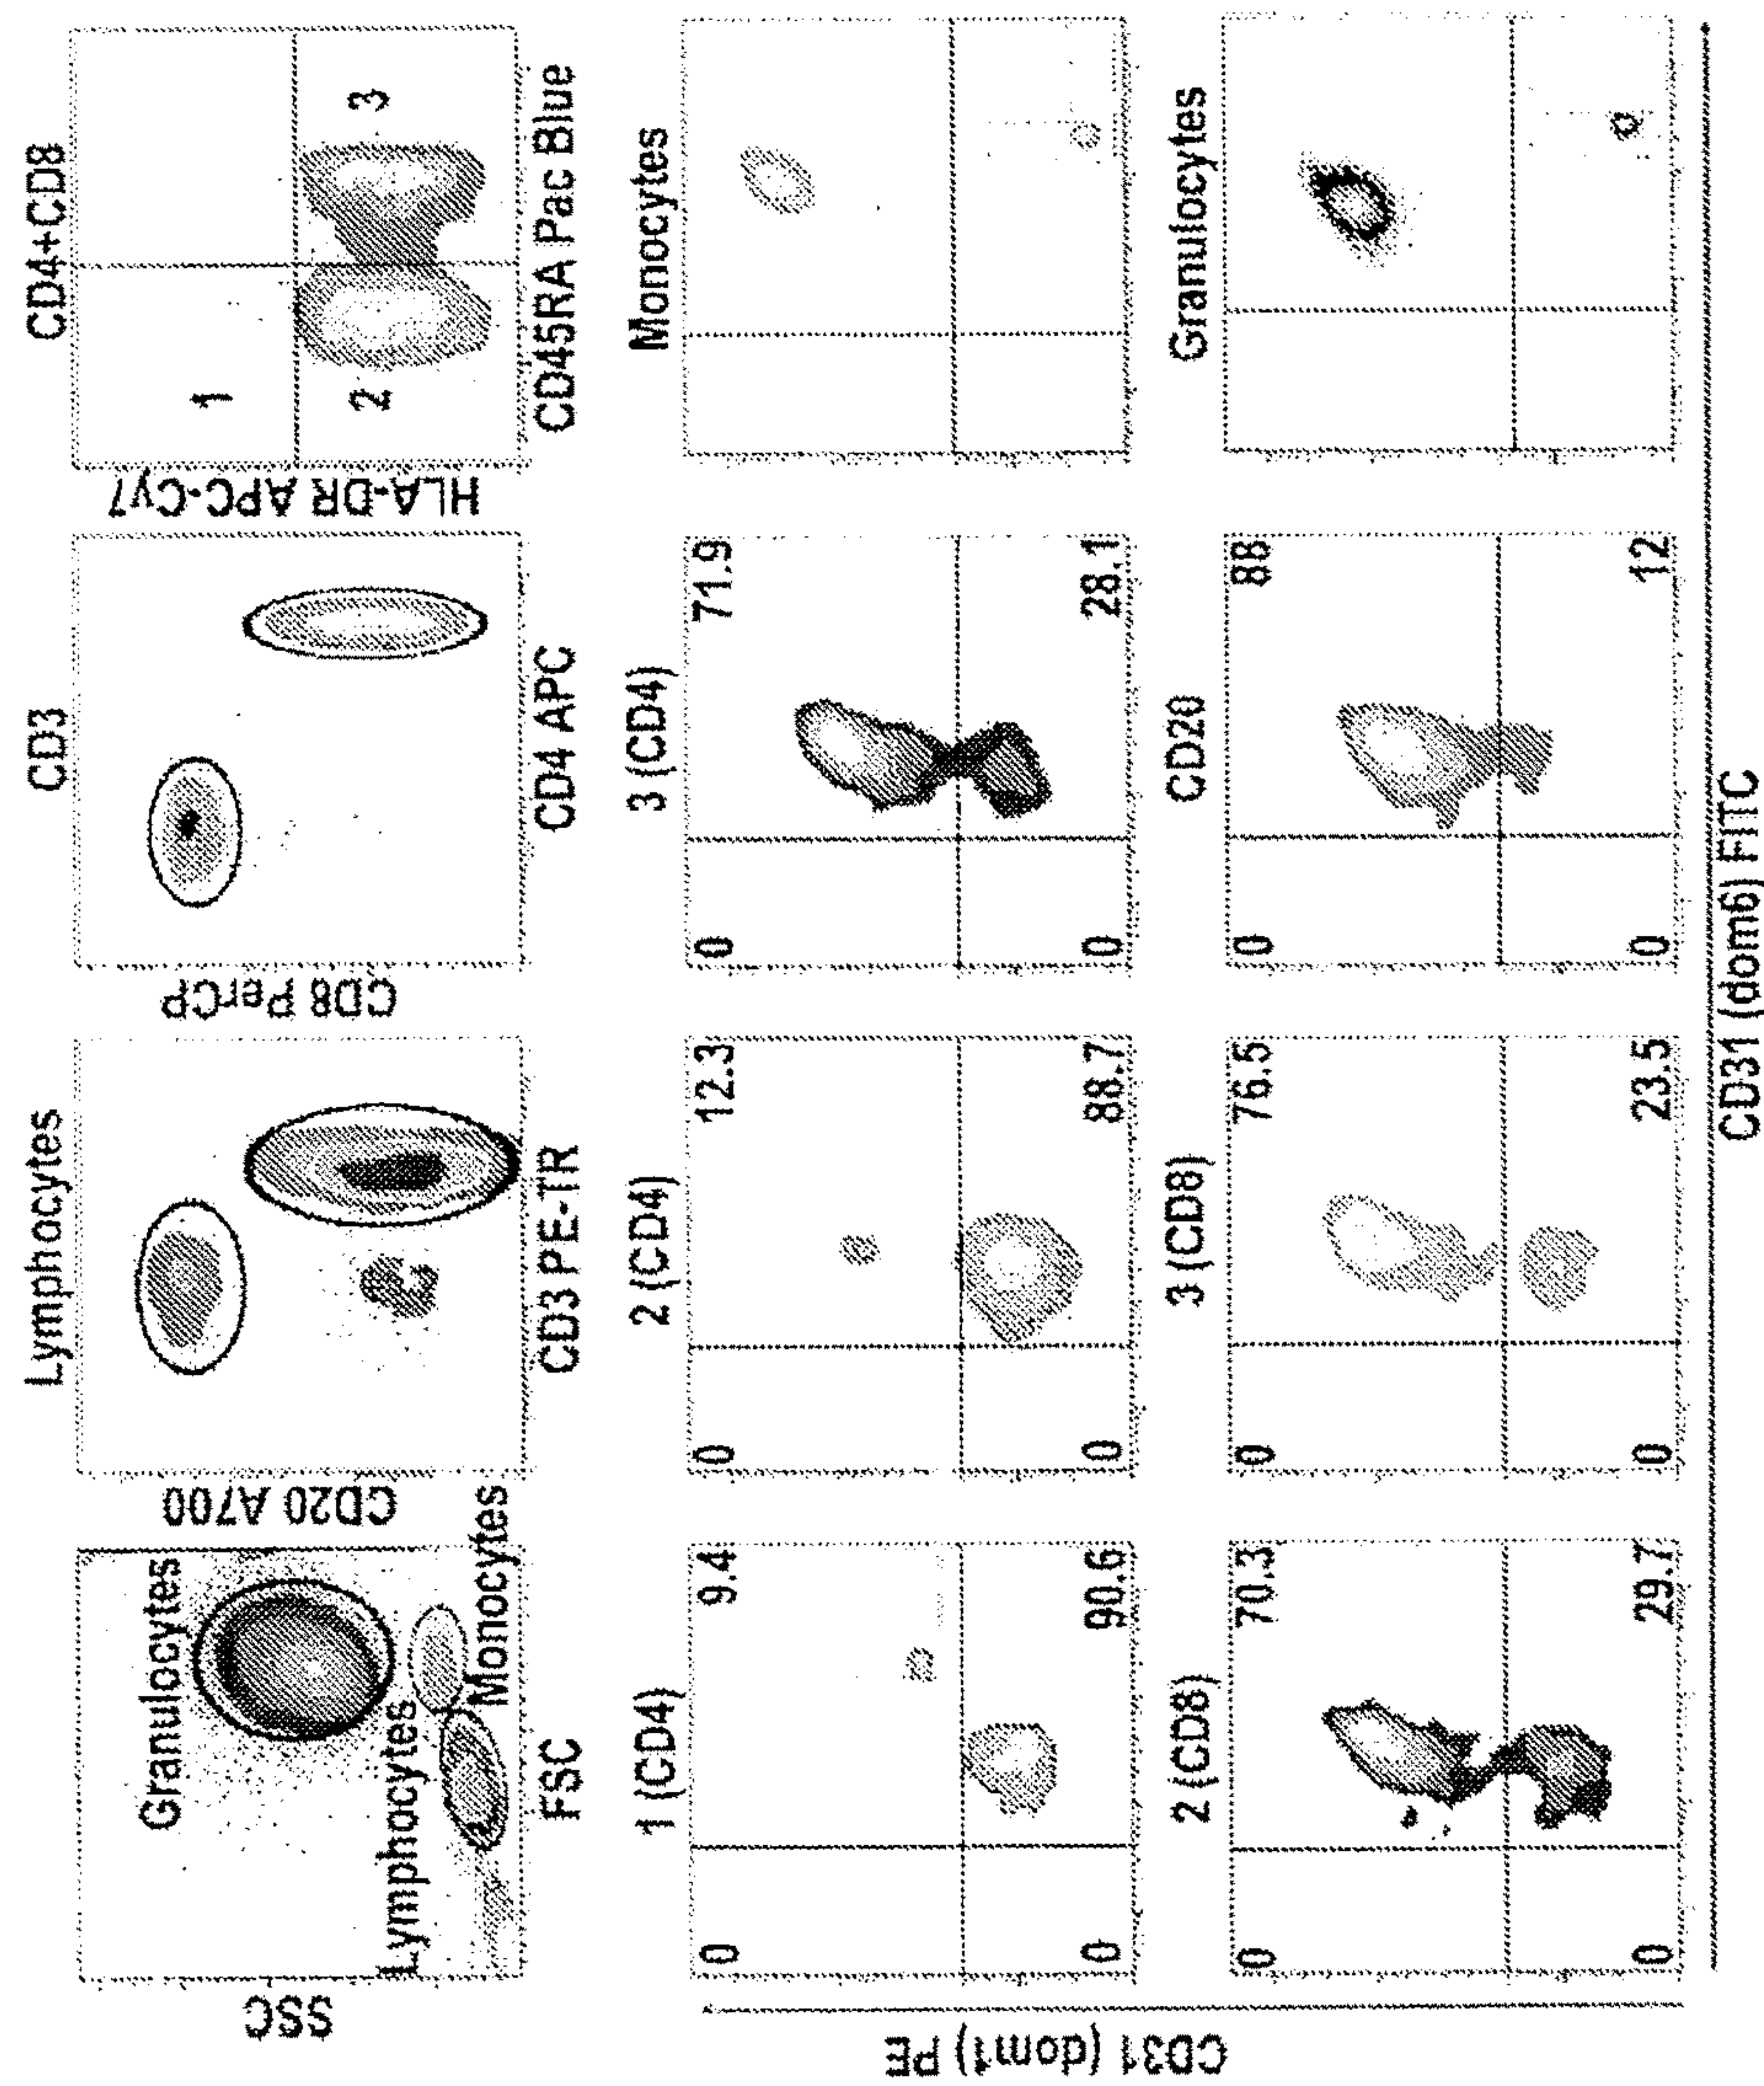 Lymphocytes
CD3
CD4+CD8
SSC
Granulocytes
Lymphocytes
Monocytes
FSC
CD20 A700
CD3 PE-TR
CD8 PerCP
CD4 APC
HLA-DR APC-Cy7
1
2
3
CD45RA Pac Blue
1 (CD4)
2 (CD4)
3 (CD4)
Monocytes
0
9.4
0
90.6
0
12.3
0
88.7
0
71.9
0
28.1
2 (CD8)
3 (CD8)
CD20
Granulocytes
0
70.3
0
29.7
0
76.5
0
23.5
0
88
0
12
CD31 (dom1) PE
CD31 (dom6) FITC